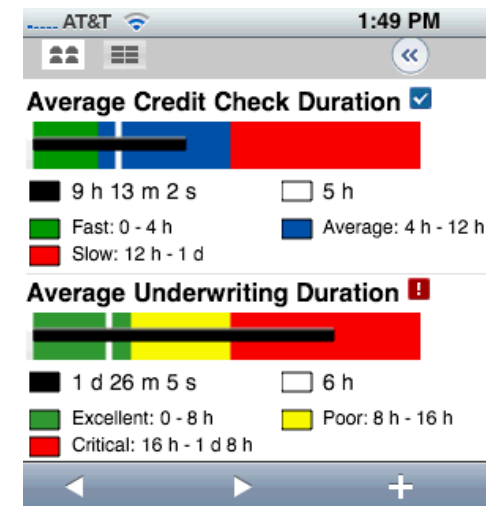 AT&T 1:49 PM
Average Credit Check Duration
9 h 13 m 2 s 5 h
Fast: 0 - 4 h Average: 4 h - 12 h
Slow: 12 h - 1 d
Average Underwriting Duration !
1 d 26 m 5 s 6 h
Excellent: 0 - 8 h Poor: 8 h - 16 h
Critical: 16 h - 1 d 8 h